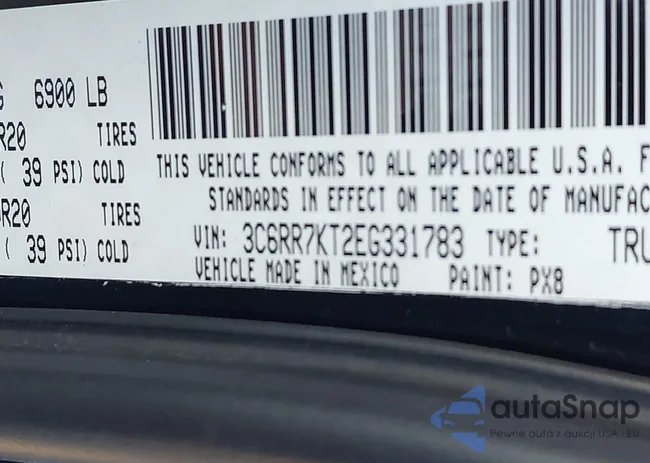 G 6900 LB
R20 TIRES
( 39 PSI) COLD
R20 TIRES
( 39 PSI) COLD
THIS VEHICLE CONFORMS TO ALL APPLICABLE U.S.A. F
STANDARDS IN EFFECT ON THE DATE OF MANUFAC
VIN: 3C6RR7KT2EG331783 TYPE: TRU
VEHICLE MADE IN MEXICO PAINT: PX8
autaSnap
Pewne auta z aukcji USA - EU